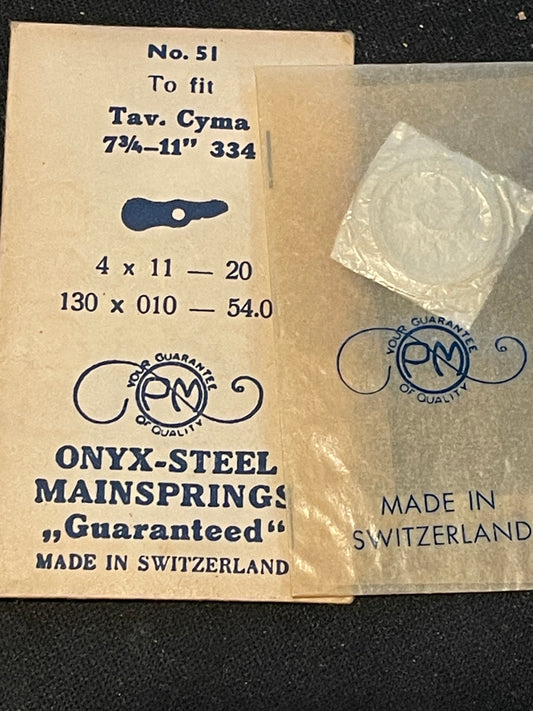 No. 51
To fit
Tav. Cyma
7¾–11” 334
4 x 11 — 20
130 x 010 — 54.0
YOUR GUARANTEE
PM
OF QUALITY
ONYX-STEEL
MAINSPRINGS
„Guaranteed“
MADE IN SWITZERLAND
YOUR GUARANTEE
PM
OF QUALITY
MADE IN
SWITZERLAND